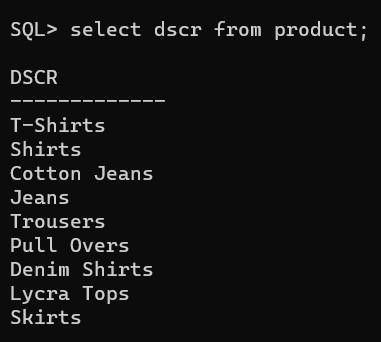 SQL> select dscr from product;
DSCR
-------------
T-Shirts
Shirts
Cotton Jeans
Jeans
Trousers
Pull Overs
Denim Shirts
Lycra Tops
Skirts